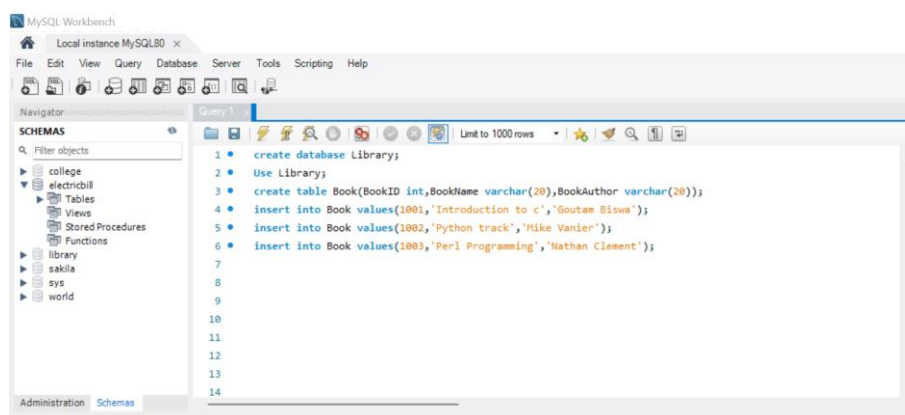 MySQL Workbench
Local instance MySQL80 ×
File Edit View Query Database Server Tools Scripting Help
Navigator
Query 1 ×
SCHEMAS
Filter objects
college
electricbill
Tables
Views
Stored Procedures
Functions
library
sakila
sys
world
Limit to 1000 rows
1 create database Library;
2 Use Library;
3 create table Book(BookID int,BookName varchar(20),BookAuthor varchar(20));
4 insert into Book values(1001,'Introduction to c','Goutam Biswa');
5 insert into Book values(1002,'Python track','Mike Vanier');
6 insert into Book values(1003,'Perl Programming','Nathan Clement');
7
8
9
10
11
12
13
14
Administration Schemas